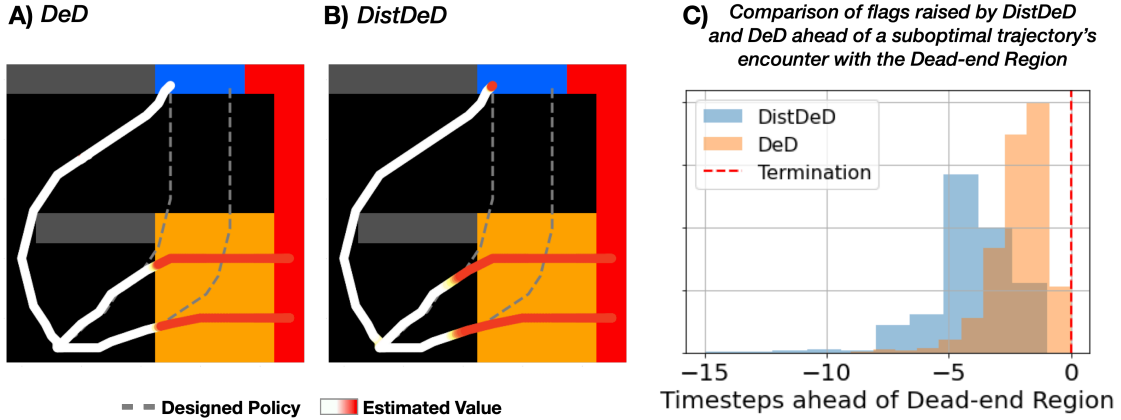 A) DeD
B) DistDeD
C) Comparison of flags raised by DistDeD
and DeD ahead of a suboptimal trajectory's
encounter with the Dead-end Region
DistDeD
DeD
Termination
−15 −10 −5 0
Timesteps ahead of Dead-end Region
Designed Policy Estimated Value